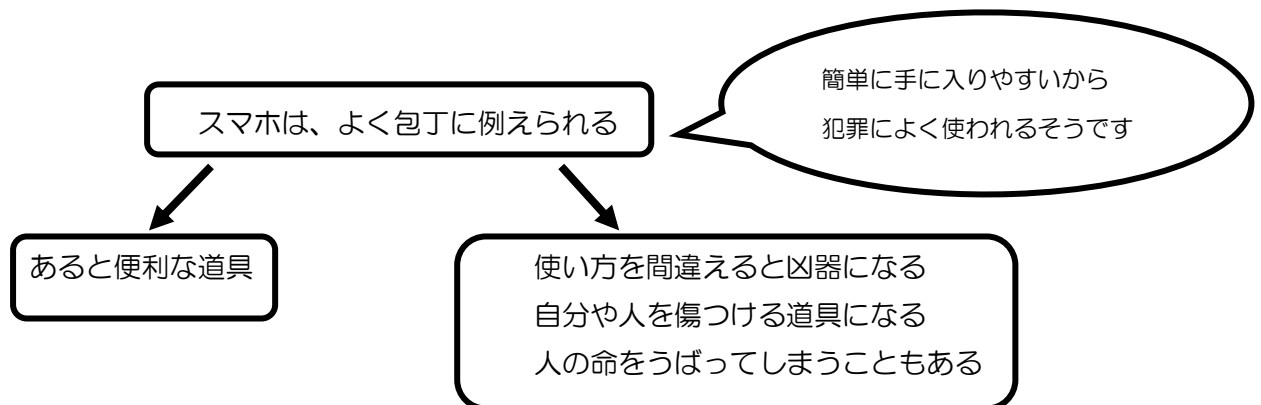 簡単に手に入りやすいから
犯罪によく使われるそうです
スマホは、よく包丁に例えられる
あると便利な道具
使い方を間違えると凶器になる
自分や人を傷つける道具になる
人の命をうばってしまうこともある